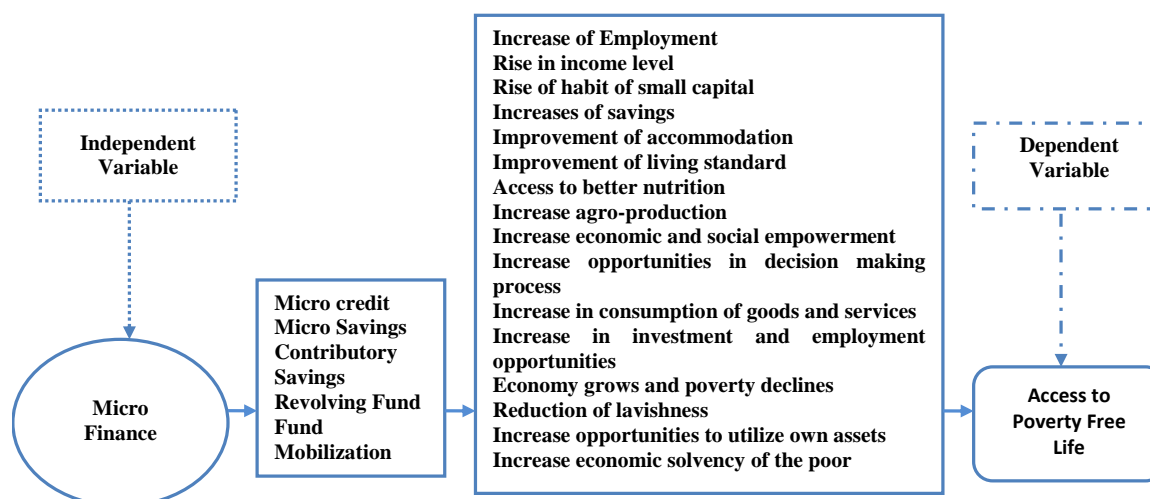 Independent
Variable
Micro
Finance
Micro credit
Micro Savings
Contributory
Savings
Revolving Fund
Fund
Mobilization
Increase of Employment
Rise in income level
Rise of habit of small capital
Increases of savings
Improvement of accommodation
Improvement of living standard
Access to better nutrition
Increase agro-production
Increase economic and social empowerment
Increase opportunities in decision making
process
Increase in consumption of goods and services
Increase in investment and employment
opportunities
Economy grows and poverty declines
Reduction of lavishness
Increase opportunities to utilize own assets
Increase economic solvency of the poor
Dependent
Variable
Access to
Poverty Free
Life